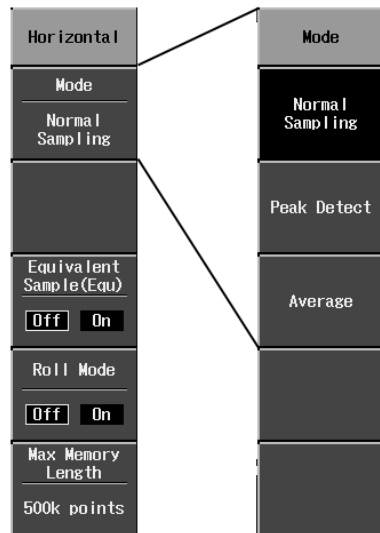 Horizontal
Mode
Normal
Sampling
Equivalent
Sample(Equ)
Off On
Roll Mode
Off On
Max Memory
Length
500k points
Mode
Normal
Sampling
Peak Detect
Average